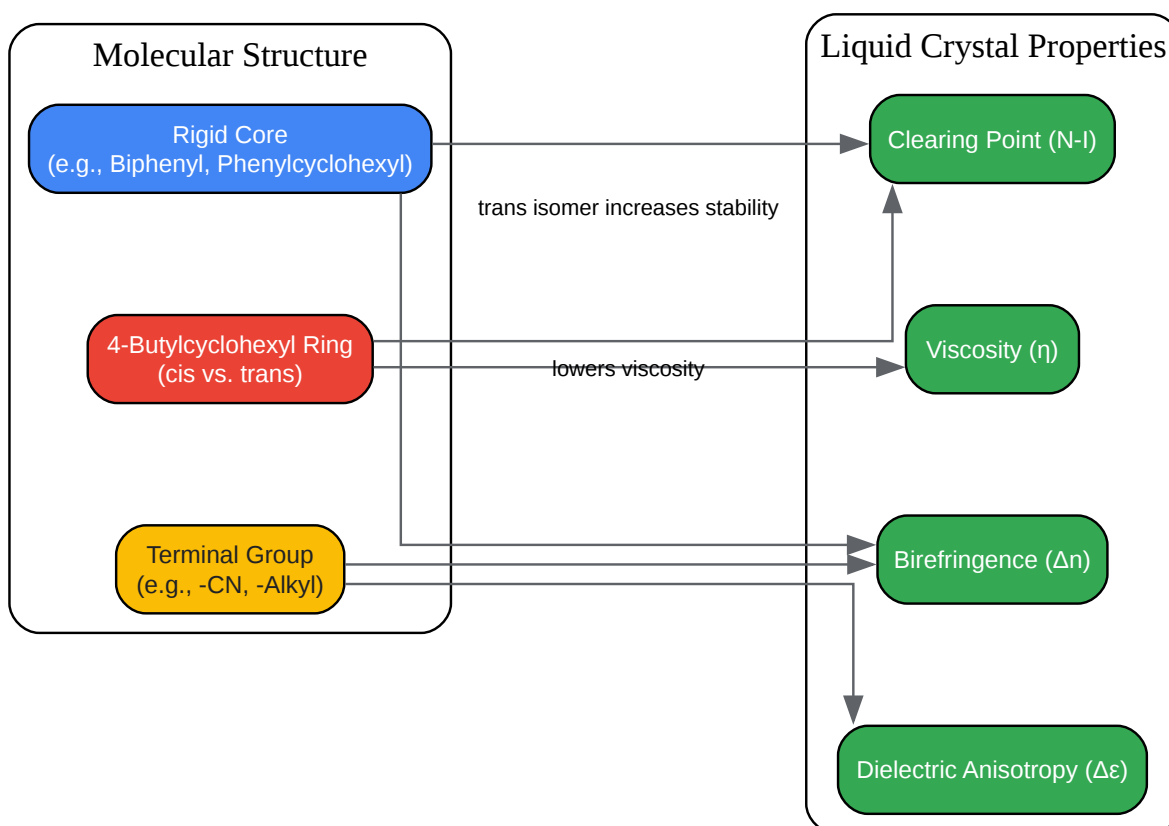 Molecular Structure
Rigid Core
(e.g., Biphenyl, Phenylcyclohexyl)
4-Butylcyclohexyl Ring
(cis vs. trans)
Terminal Group
(e.g., -CN, -Alkyl)
trans isomer increases stability
lowers viscosity
Liquid Crystal Properties
Clearing Point (N-I)
Viscosity (η)
Birefringence (Δn)
Dielectric Anisotropy (Δε)